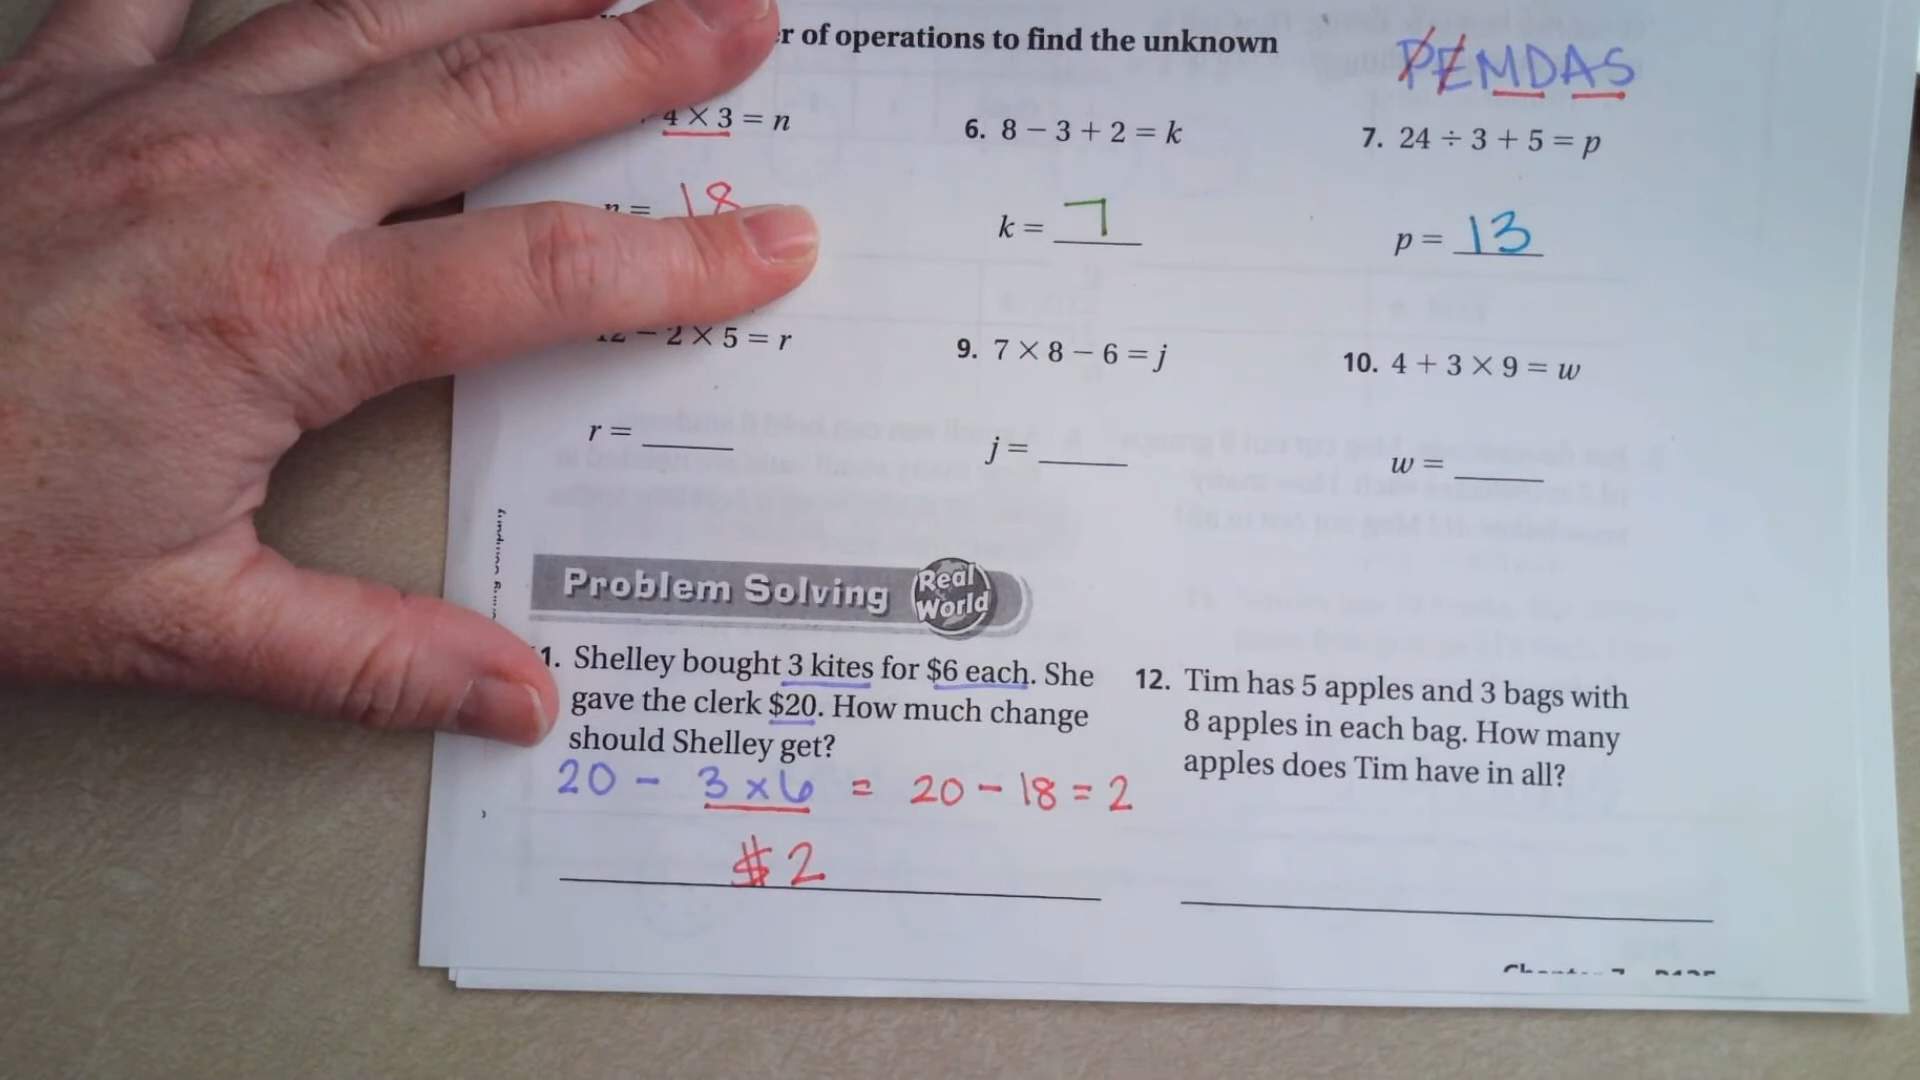 of operations to find the unknown
PEMDAS
4 × 3 = n
6. 8 − 3 + 2 = k
7. 24 ÷ 3 + 5 = p
n = 18
k = 7
p = 13
− 2 × 5 = r
9. 7 × 8 − 6 = j
10. 4 + 3 × 9 = w
r =
j =
w =
Problem Solving Real World
1. Shelley bought 3 kites for $6 each. She
gave the clerk $20. How much change
should Shelley get?
20 - 3 x 6 = 20 - 18 = 2
$2
12. Tim has 5 apples and 3 bags with
8 apples in each bag. How many
apples does Tim have in all?